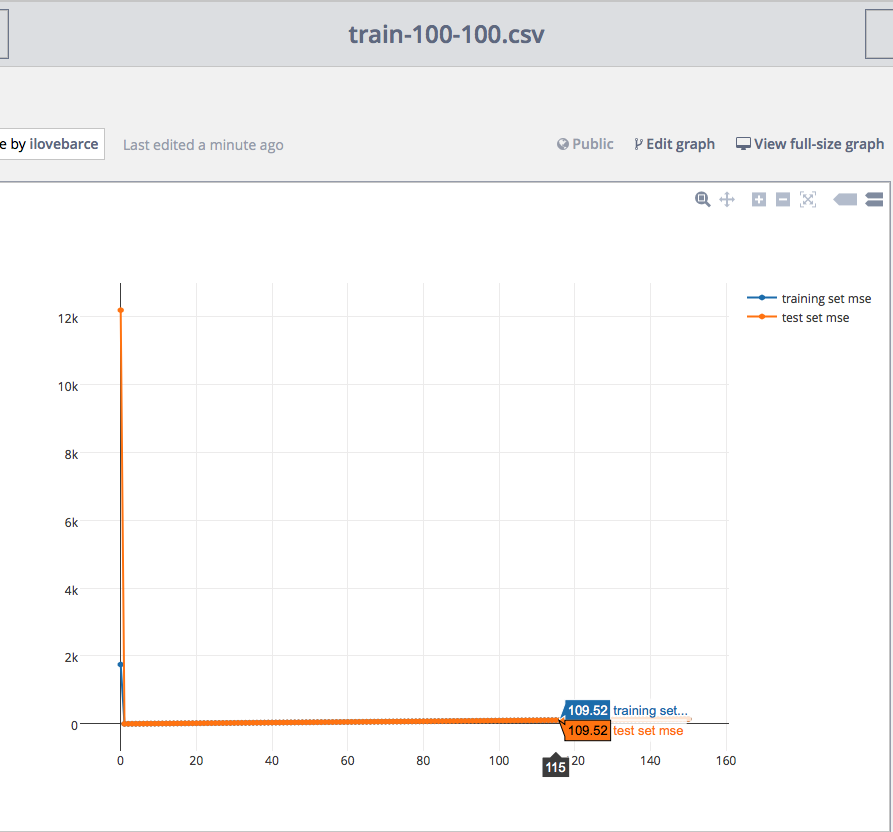 train-100-100.csv
e by ilovebarce
Last edited a minute ago
Public
Edit graph
View full-size graph
training set mse
test set mse
12k
10k
8k
6k
4k
2k
0
109.52 training set...
109.52 test set mse
0 20 40 60 80 100 115 20 140 160